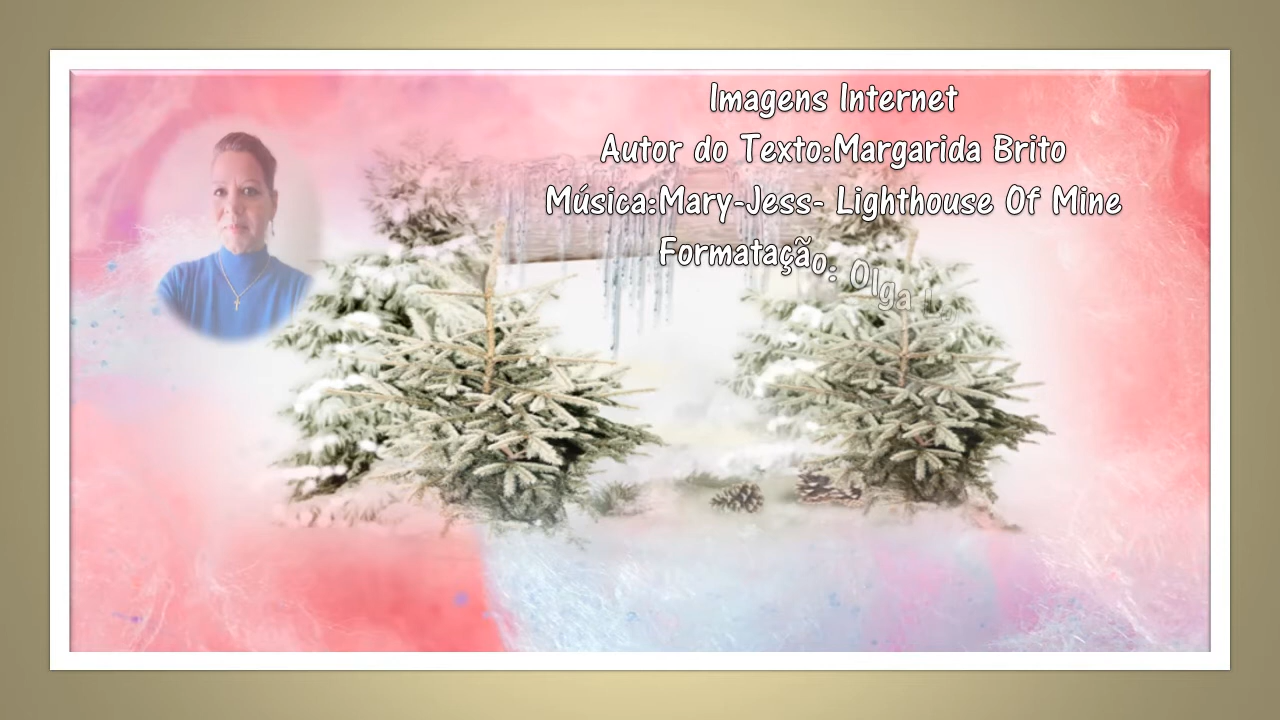 Imagens Internet
Autor do Texto:Margarida Brito
Música:Mary-Jess- Lighthouse Of Mine
Formatação: Olga